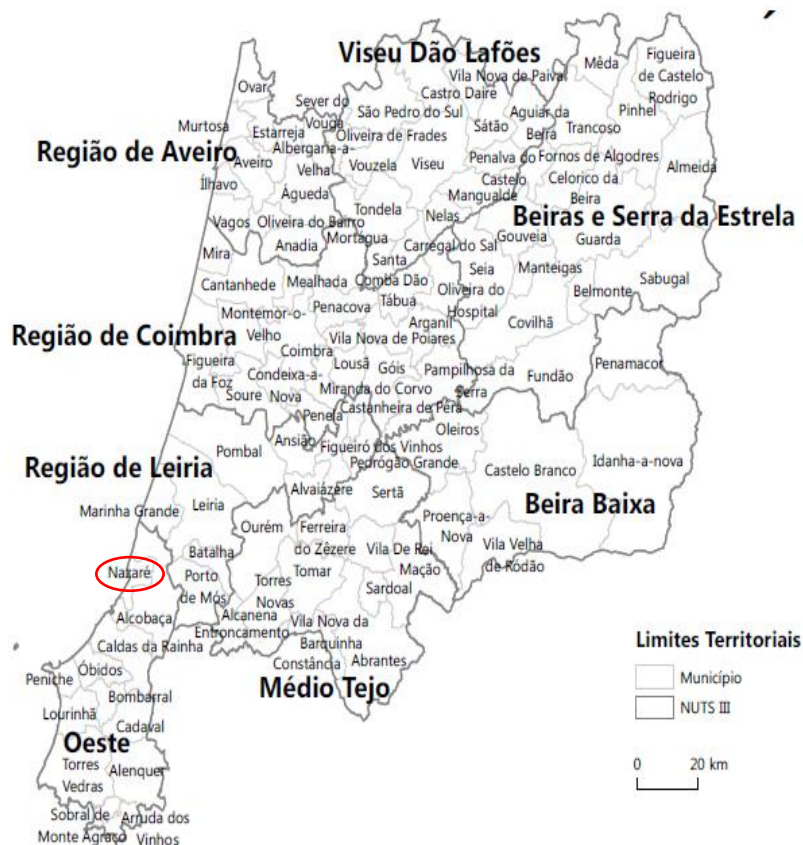 Viseu Dão Lafões
Mêda
Figueira
de Castelo
Rodrigo
Vila Nova de Paiva
Castro Daire
Ovar
Sever do
Vouga
São Pedro do Sul
Aguiar da
Beira
Pinhel
Trancoso
Murtosa
Estarreja
Oliveira de Frades
Sátão
Região de Aveiro
Albergaria-a-
Velha
Aveiro
Vouzela
Viseu
Penalva do
Castelo
Fornos de Algodres
Almeida
Ílhavo
Águeda
Mangualde
Celorico da
Beira
Tondela
Nelas
Beiras e Serra da Estrela
Vagos
Oliveira do Bairro
Anadia
Mortágua
Carregal do Sal
Gouveia
Guarda
Mira
Santa
Comba Dão
Seia
Manteigas
Sabugal
Cantanhede
Mealhada
Tábua
Oliveira do
Hospital
Belmonte
Montemor-o-
Velho
Penacova
Arganil
Covilhã
Região de Coimbra
Vila Nova de Poiares
Coimbra
Figueira
da Foz
Condeixa-a-
Nova
Lousã
Góis
Pampilhosa da
Serra
Fundão
Penamacor
Soure
Miranda do Corvo
Penela
Castanheira de Pêra
Oleiros
Ansião
Figueiró dos Vinhos
Pedrógão Grande
Pombal
Região de Leiria
Castelo Branco
Idanha-a-nova
Alvaiázere
Sertã
Beira Baixa
Marinha Grande
Leiria
Ourém
Ferreira
do Zêzere
Proença-a-
Nova
Vila Velha
de Ródão
Batalha
Vila De Rei
Nazaré
Porto
de Mós
Torres
Novas
Tomar
Mação
Sardoal
Alcobaça
Alcanena
Entroncamento
Vila Nova da
Barquinha
Caldas da Rainha
Constância
Abrantes
Médio Tejo
Óbidos
Peniche
Bombarral
Lourinhã
Cadaval
Oeste
Torres
Vedras
Alenquer
Sobral de
Monte Agraço
Arruda dos
Vinhos
Limites Territoriais
Município
NUTS III
0 20 km